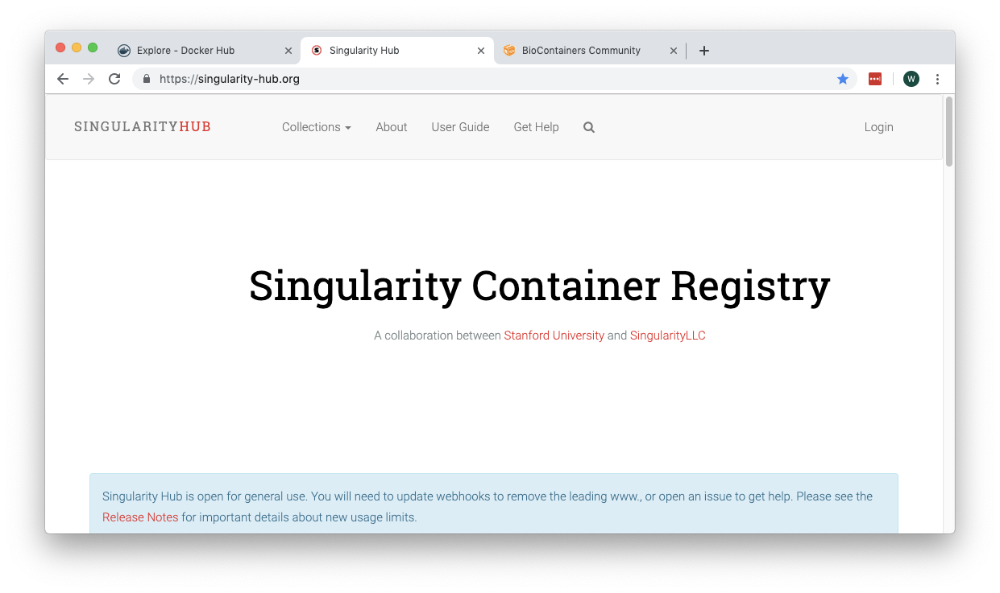 Explore - Docker Hub
Singularity Hub
BioContainers Community
https://singularity-hub.org
W
SINGULARITYHUB
Collections
About
User Guide
Get Help
Login
Singularity Container Registry
A collaboration between Stanford University and SingularityLLC
Singularity Hub is open for general use. You will need to update webhooks to remove the leading www., or open an issue to get help. Please see the
Release Notes for important details about new usage limits.